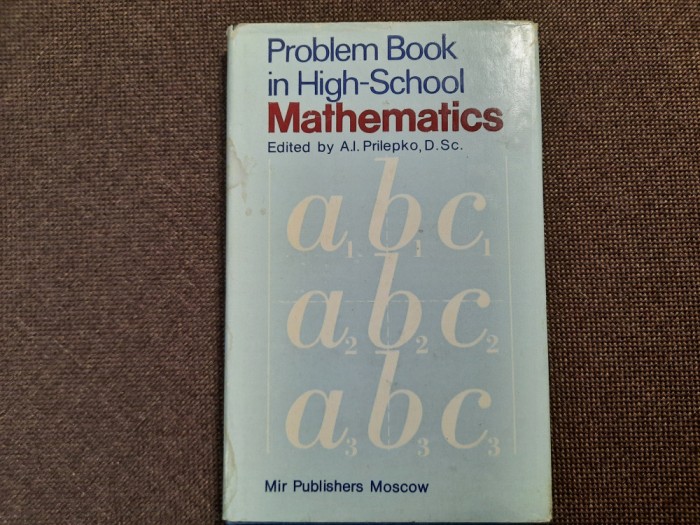 Problem Book
in High-School
Mathematics
Edited by A.I. Prilepko, D.Sc.
a₁ b₁ c₁
a₂ b₂ c₂
a₃ b₃ c₃
Mir Publishers Moscow